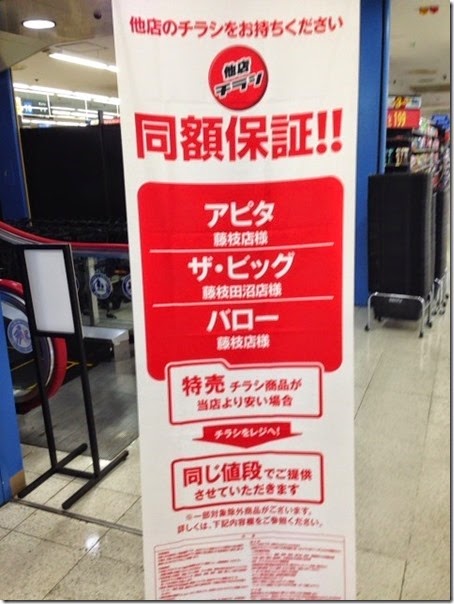 他店のチラシをお持ちください
他店
チラシ
同額保証!!
アピタ
藤枝店様
ザ・ビッグ
藤枝田沼店様
バロー
藤枝店様
特売 チラシ商品が
当店より安い場合
チラシをレジへ!
同じ値段でご提供
させていただきます
※一部対象除外商品がございます。
詳しくは、下記内容欄をご参照ください。
199